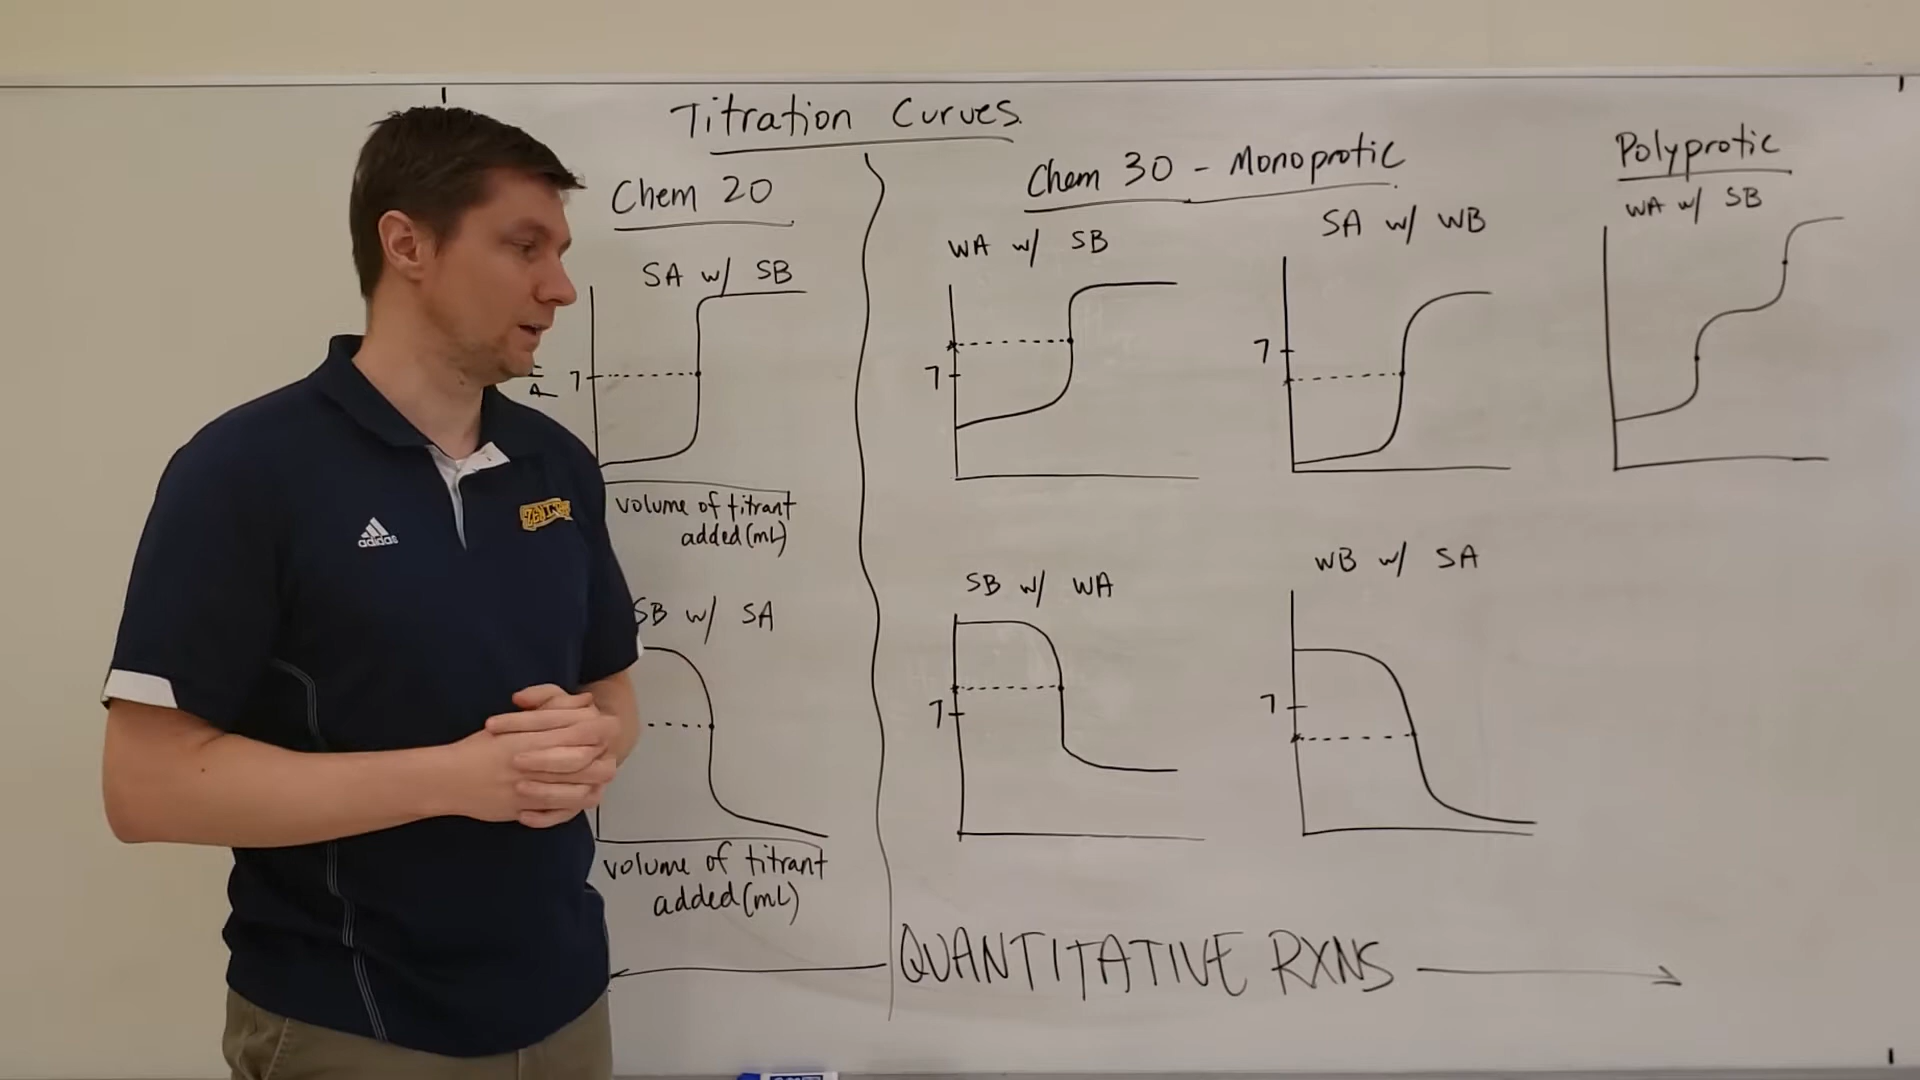 Titration Curves.
Chem 20
SA w/ SB
7
volume of titrant
added (mL)
SB w/ SA
volume of titrant
added (mL)
Chem 30 - Monoprotic
WA w/ SB
7
SA w/ WB
7
SB w/ WA
7
WB w/ SA
7
Polyprotic
WA w/ SB
QUANTITATIVE RXNS
adidas